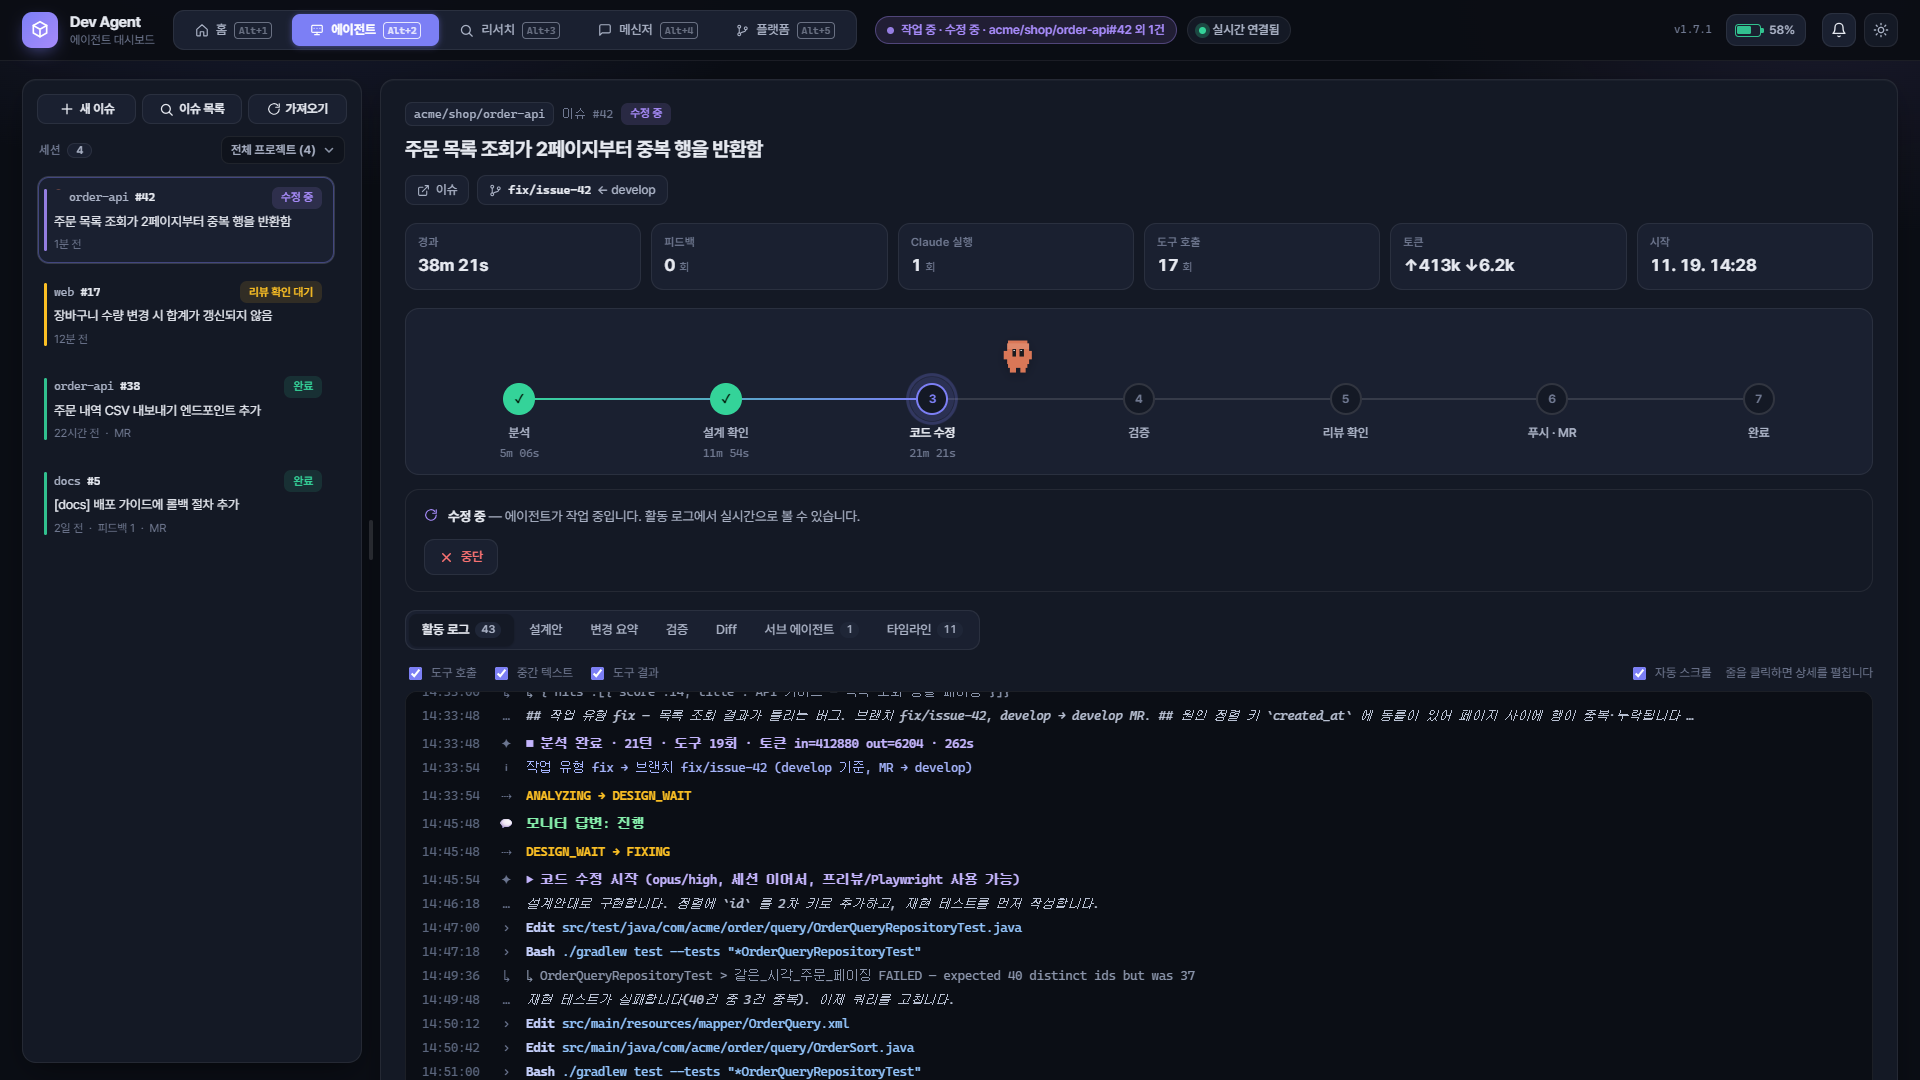 Dev Agent
에이전트 대시보드
홈 Alt+1
에이전트 Alt+2
리서치 Alt+3
메신저 Alt+4
플랫폼 Alt+5
작업 중 · 수정 중 · acme/shop/order-api#42 외 1건
실시간 연결됨
v1.7.1
58%
새 이슈
이슈 목록
가져오기
세션 4
전체 프로젝트 (4)
order-api #42
수정 중
주문 목록 조회가 2페이지부터 중복 행을 반환함
1분 전
web #17
리뷰 확인 대기
장바구니 수량 변경 시 합계가 갱신되지 않음
12분 전
order-api #38
완료
주문 내역 CSV 내보내기 엔드포인트 추가
22시간 전 · MR
docs #5
완료
[docs] 배포 가이드에 롤백 절차 추가
2일 전 · 피드백 1 · MR
acme/shop/order-api 이슈 #42 수정 중
주문 목록 조회가 2페이지부터 중복 행을 반환함
이슈
fix/issue-42 ← develop
경과
38m 21s
피드백
0 회
Claude 실행
1 회
도구 호출
17 회
토큰
↑413k ↓6.2k
시작
11. 19. 14:28
✓ ✓ 3 4 5 6 7
분석 설계 확인 코드 수정 검증 리뷰 확인 푸시 · MR 완료
5m 06s 11m 54s 21m 21s
수정 중 — 에이전트가 작업 중입니다. 활동 로그에서 실시간으로 볼 수 있습니다.
중단
활동 로그 43 설계안 변경 요약 검증 Diff 서브 에이전트 1 타임라인 11
도구 호출 중간 텍스트 도구 결과
자동 스크롤 줄을 클릭하면 상세를 펼칩니다
14:33:48 … ## 작업 유형 fix — 목록 조회 결과가 틀리는 버그. 브랜치 fix/issue-42, develop → develop MR. ## 원인 정렬 키 `created_at` 에 동률이 있어 페이지 사이에 행이 중복·누락됩니다 …
14:33:48 ✦ ■ 분석 완료 · 21턴 · 도구 19회 · 토큰 in=412880 out=6204 · 262s
14:33:54 i 작업 유형 fix → 브랜치 fix/issue-42 (develop 기준, MR → develop)
14:33:54 → ANALYZING → DESIGN_WAIT
14:45:48 모니터 답변: 진행
14:45:48 → DESIGN_WAIT → FIXING
14:45:54 ✦ ▶ 코드 수정 시작 (opus/high, 세션 이어서, 프리뷰/Playwright 사용 가능)
14:46:18 … 설계안대로 구현합니다. 정렬에 `id` 를 2차 키로 추가하고, 재현 테스트를 먼저 작성합니다.
14:47:00 › Edit src/test/java/com/acme/order/query/OrderQueryRepositoryTest.java
14:47:18 › Bash ./gradlew test --tests "*OrderQueryRepositoryTest"
14:49:36 ↳ ↳ OrderQueryRepositoryTest > 같은_시각_주문_페이징 FAILED — expected 40 distinct ids but was 37
14:49:48 … 재현 테스트가 실패합니다(40건 중 3건 중복). 이제 쿼리를 고칩니다.
14:50:12 › Edit src/main/resources/mapper/OrderQuery.xml
14:50:42 › Edit src/main/java/com/acme/order/query/OrderSort.java
14:51:00 › Bash ./gradlew test --tests "*OrderQueryRepositoryTest"